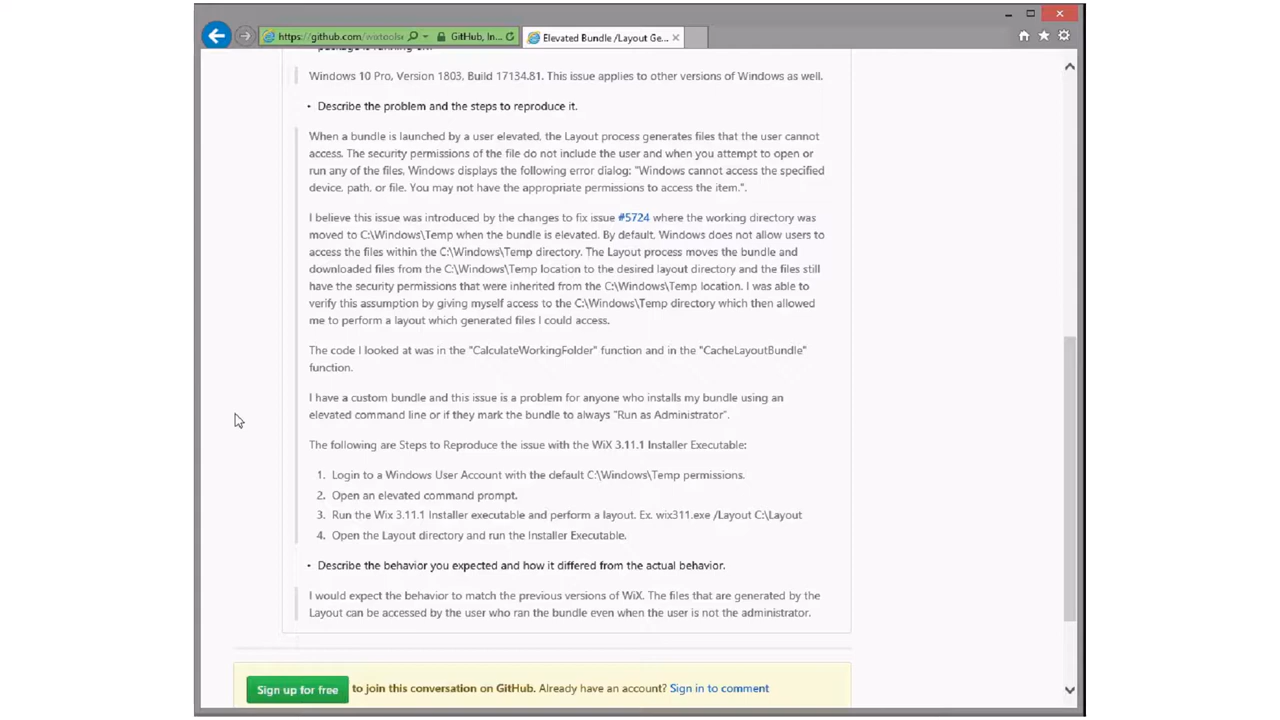 https://github.com/wixtools
GitHub, In...
Elevated Bundle /Layout Ge...
Windows 10 Pro, Version 1803, Build 17134.81. This issue applies to other versions of Windows as well.
• Describe the problem and the steps to reproduce it.
When a bundle is launched by a user elevated, the Layout process generates files that the user cannot
access. The security permissions of the file do not include the user and when you attempt to open or
run any of the files, Windows displays the following error dialog: "Windows cannot access the specified
device, path, or file. You may not have the appropriate permissions to access the item.".
I believe this issue was introduced by the changes to fix issue #5724 where the working directory was
moved to C:\Windows\Temp when the bundle is elevated. By default, Windows does not allow users to
access the files within the C:\Windows\Temp directory. The Layout process moves the bundle and
downloaded files from the C:\Windows\Temp location to the desired layout directory and the files still
have the security permissions that were inherited from the C:\Windows\Temp location. I was able to
verify this assumption by giving myself access to the C:\Windows\Temp directory which then allowed
me to perform a layout which generated files I could access.
The code I looked at was in the "CalculateWorkingFolder" function and in the "CacheLayoutBundle"
function.
I have a custom bundle and this issue is a problem for anyone who installs my bundle using an
elevated command line or if they mark the bundle to always "Run as Administrator".
The following are Steps to Reproduce the issue with the WiX 3.11.1 Installer Executable:
1. Login to a Windows User Account with the default C:\Windows\Temp permissions.
2. Open an elevated command prompt.
3. Run the Wix 3.11.1 Installer executable and perform a layout. Ex. wix311.exe /Layout C:\Layout
4. Open the Layout directory and run the Installer Executable.
• Describe the behavior you expected and how it differed from the actual behavior.
I would expect the behavior to match the previous versions of WiX. The files that are generated by the
Layout can be accessed by the user who ran the bundle even when the user is not the administrator.
Sign up for free to join this conversation on GitHub. Already have an account? Sign in to comment